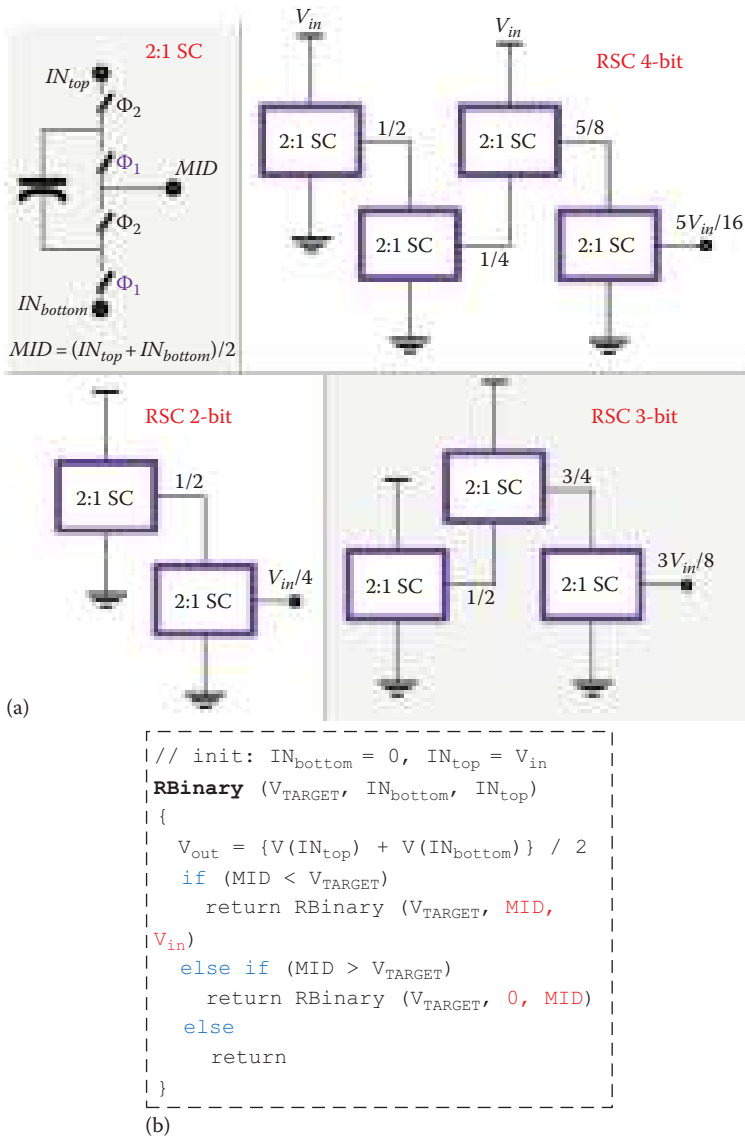 2:1 SC
IN_top
Φ2
Φ1
MID
Φ2
Φ1
IN_bottom
MID = (IN_top + IN_bottom)/2
V_in
V_in
RSC 4-bit
2:1 SC
1/2
2:1 SC
5/8
2:1 SC
1/4
2:1 SC
5V_in/16
RSC 2-bit
2:1 SC
1/2
2:1 SC
V_in/4
RSC 3-bit
2:1 SC
3/4
2:1 SC
1/2
2:1 SC
3V_in/8
(a)
// init: IN_bottom = 0, IN_top = V_in
RBinary (V_TARGET, IN_bottom, IN_top)
{
V_out = {V(IN_top) + V(IN_bottom)} / 2
if (MID < V_TARGET)
return RBinary (V_TARGET, MID,
V_in)
else if (MID > V_TARGET)
return RBinary (V_TARGET, 0, MID)
else
return
}
(b)